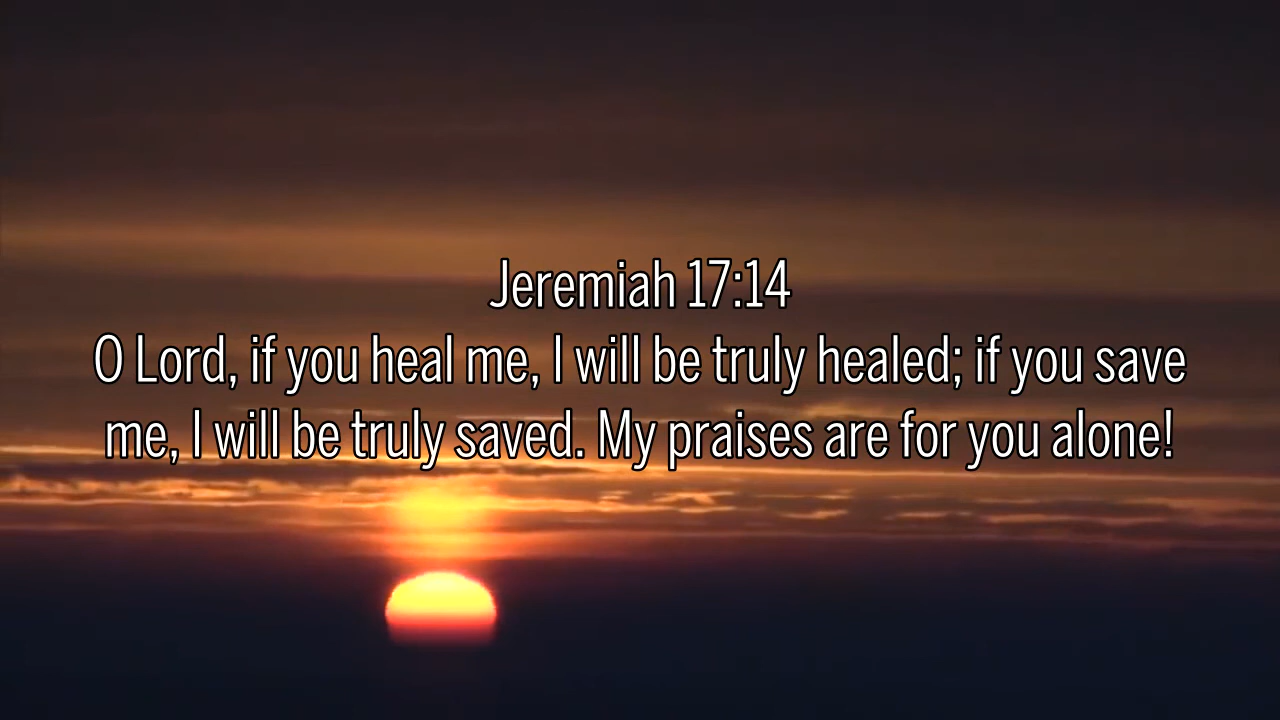 Jeremiah 17:14
O Lord, if you heal me, I will be truly healed; if you save
me, I will be truly saved. My praises are for you alone!